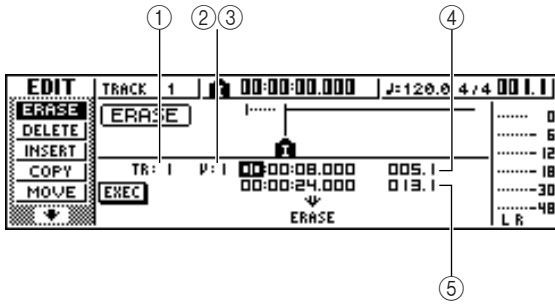 ① ② ③ ④
EDIT TRACK 1 00:00:00.000 ♩=120.0 4/4 001.1
ERASE
DELETE
INSERT
COPY
MOVE
ERASE
TR: 1 V: 1 00:00:08.000 005.1
EXEC 00:00:24.000 013.1
ERASE
0
6
12
18
30
48
L R
⑤